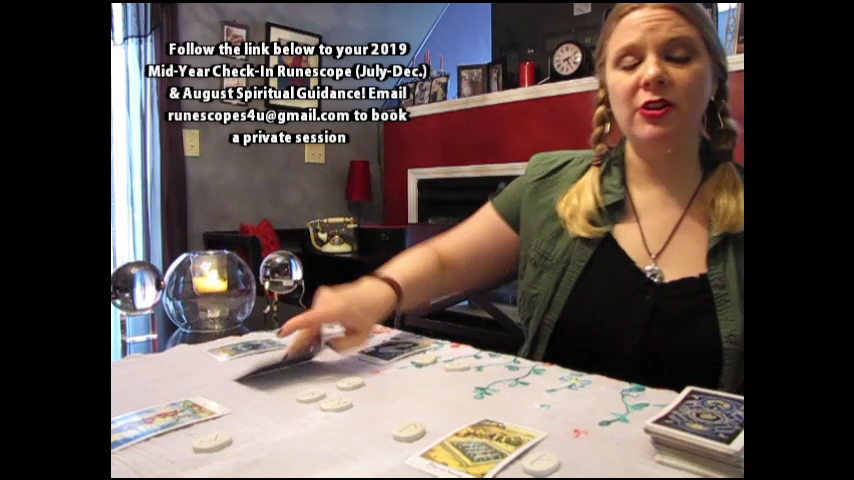 Follow the link below to your 2019
Mid-Year Check-In Runescope (July-Dec.)
& August Spiritual Guidance! Email
runescopes4u@gmail.com to book
a private session